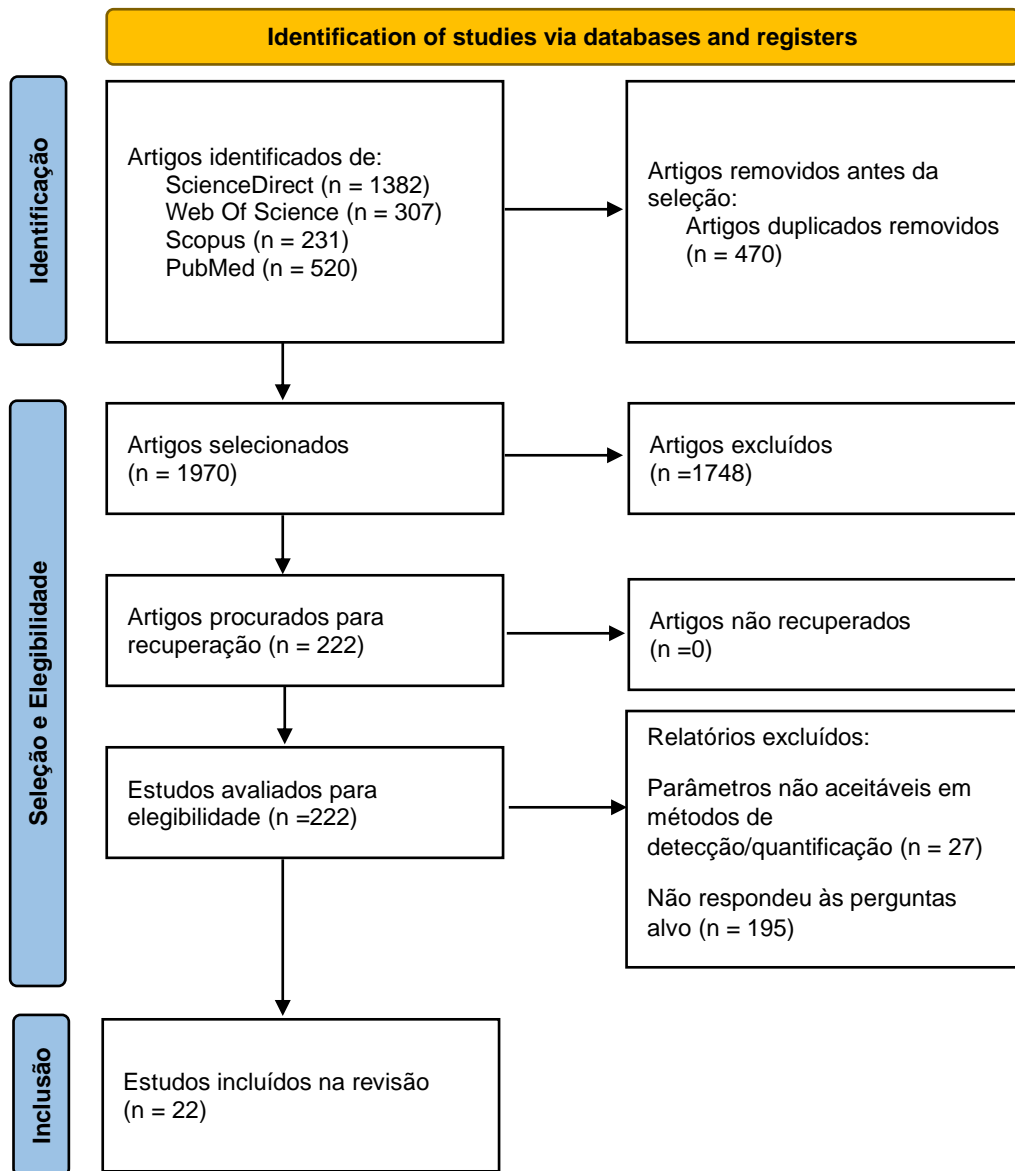 Identification of studies via databases and registers
Identificação
Artigos identificados de:
ScienceDirect (n = 1382)
Web Of Science (n = 307)
Scopus (n = 231)
PubMed (n = 520)
Artigos removidos antes da
seleção:
Artigos duplicados removidos
(n = 470)
Seleção e Elegibilidade
Artigos selecionados
(n = 1970)
Artigos excluídos
(n =1748)
Artigos procurados para
recuperação (n = 222)
Artigos não recuperados
(n =0)
Estudos avaliados para
elegibilidade (n =222)
Relatórios excluídos:
Parâmetros não aceitáveis em
métodos de
detecção/quantificação (n = 27)
Não respondeu às perguntas
alvo (n = 195)
Inclusão
Estudos incluídos na revisão
(n = 22)